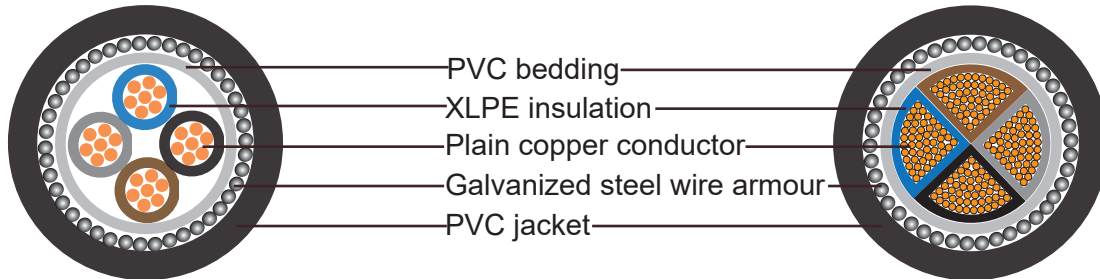 PVC bedding
XLPE insulation
Plain copper conductor
Galvanized steel wire armour
PVC jacket